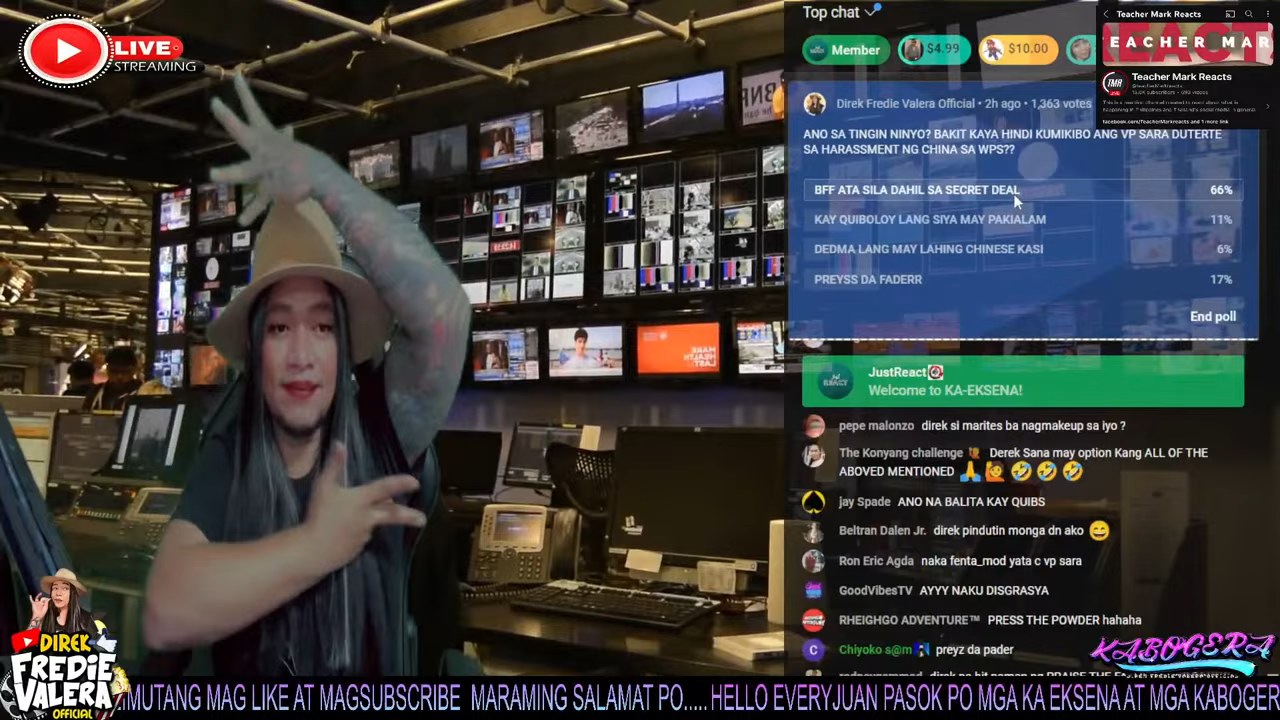 LIVE
STREAMING
Top chat
Member
$4.99
$10.00
Teacher Mark Reacts
EACHER MAR
Teacher Mark Reacts
Direk Fredie Valera Official • 2h ago • 1,363 votes
ANO SA TINGIN NINYO? BAKIT KAYA HINDI KUMIKIBO ANG VP SARA DUTERTE
SA HARASSMENT NG CHINA SA WPS??
BFF ATA SILA DAHIL SA SECRET DEAL 66%
KAY QUIBOLOY LANG SIYA MAY PAKIALAM 11%
DEDMA LANG MAY LAHING CHINESE KASI 6%
PREYSS DA FADERR 17%
End poll
JustReact
Welcome to KA-EKSENA!
pepe malonzo direk si marites ba nagmakeup sa iyo ?
The Konyang challenge Derek Sana may option Kang ALL OF THE
ABOVED MENTIONED 🙏 🙋 🤣 🤣 🤣
jay Spade ANO NA BALITA KAY QUIBS
Beltran Dalen Jr. direk pindutin monga dn ako 😄
Ron Eric Agda naka fenta_mod yata c vp sara
GoodVibesTV AYYY NAKU DISGRASYA
RHEIGHGO ADVENTURE™ PRESS THE POWDER hahaha
Chiyoko s@m preyz da pader
DIREK
FREDIE
VALERA
OFFICIAL
KABOGERA
IMUTANG MAG LIKE AT MAGSUBSCRIBE MARAMING SALAMAT PO..... HELLO EVERYJUAN PASOK PO MGA KA EKSENA AT MGA KABOGER